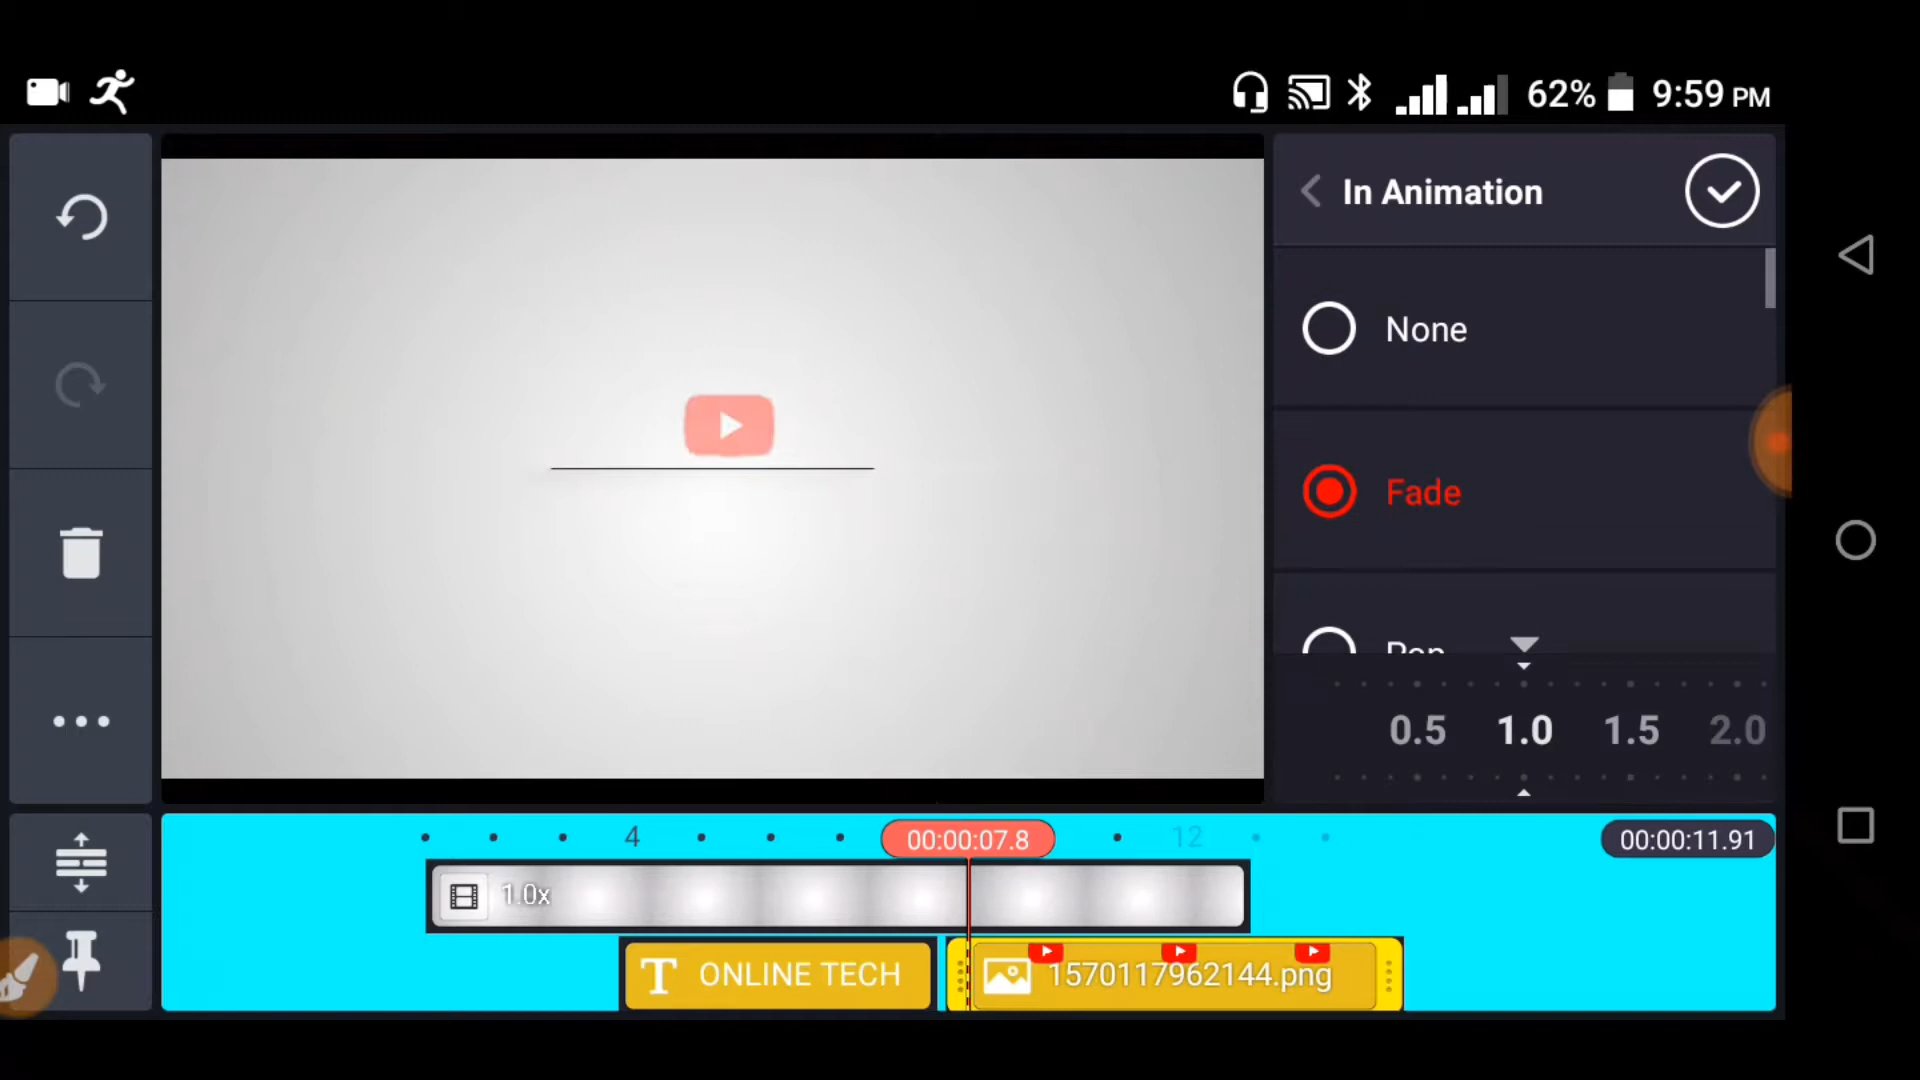 62% 9:59 PM
In Animation
None
Fade
Pop
0.5 1.0 1.5 2.0
4 00:00:07.8 12 00:00:11.91
1.0x
T ONLINE TECH 1570117962144.png